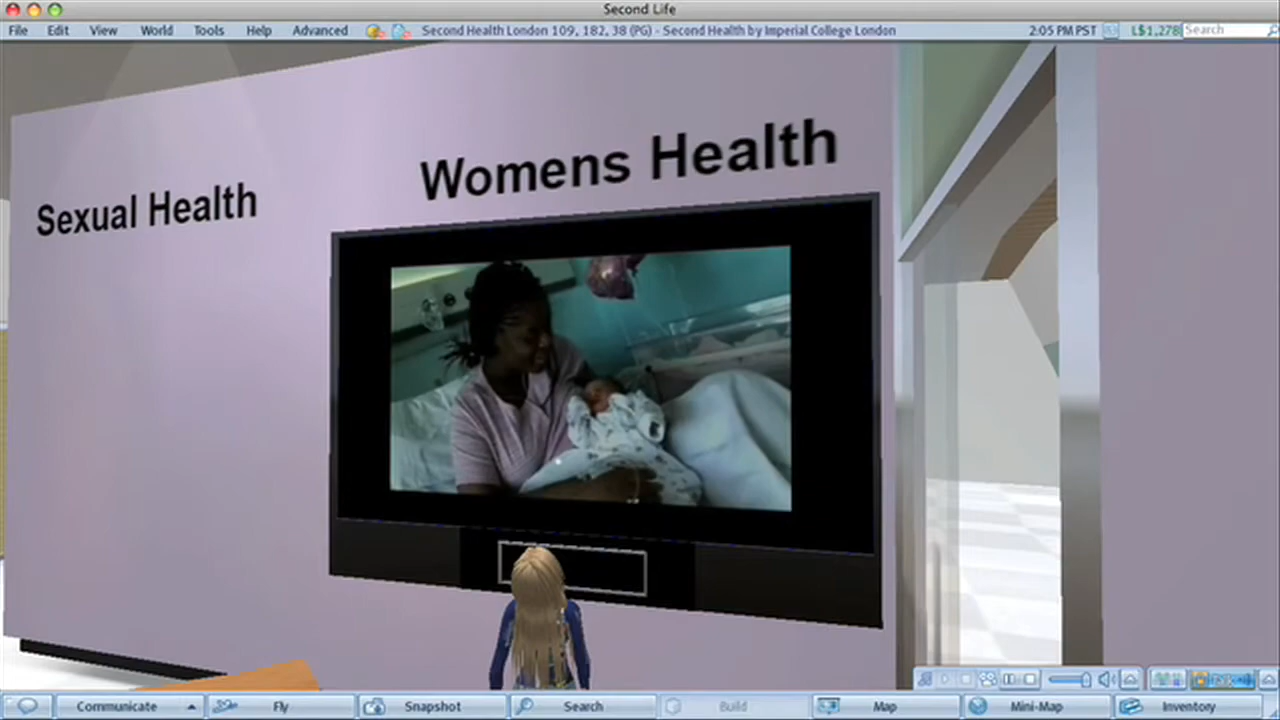 Second Life
File Edit View World Tools Help Advanced Second Health London 109, 182, 38 (PG) - Second Health by Imperial College London 2:05 PM PST L$1,278 Search
Womens Health
Sexual Health
Communicate Fly Snapshot Search Build Map Mini-Map Inventory